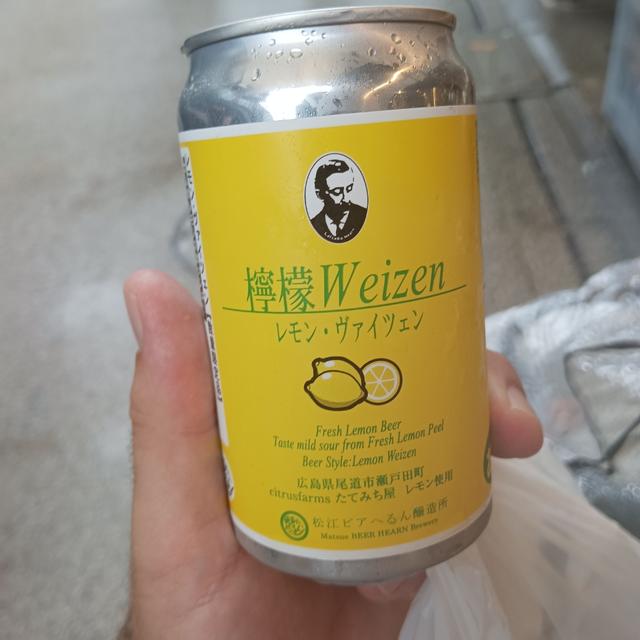 檸檬Weizen
レモン・ヴァイツェン
Fresh Lemon Beer
Taste mild sour from Fresh Lemon Peel
Beer Style:Lemon Weizen
広島県尾道市瀬戸田町
citrusfarms たてみち屋 レモン使用
松江ビアへるん醸造所
Matsue BEER HEARN Brewery